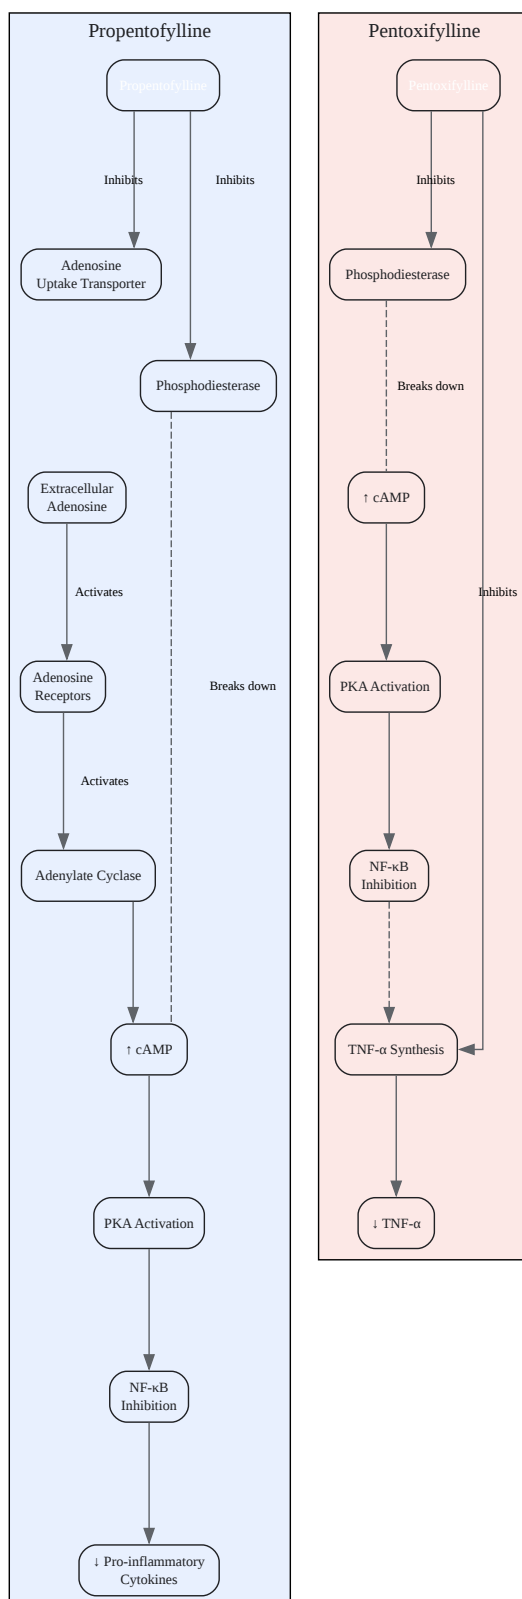 Propentofylline
Propentofylline
Inhibits
Inhibits
Adenosine
Uptake Transporter
Phosphodiesterase
Extracellular
Adenosine
Activates
Adenosine
Receptors
Breaks down
Activates
Adenylate Cyclase
↑ cAMP
PKA Activation
NF-κB
Inhibition
↓ Pro-inflammatory
Cytokines
Pentoxifylline
Pentoxifylline
Inhibits
Phosphodiesterase
Breaks down
↑ cAMP
Inhibits
PKA Activation
NF-κB
Inhibition
TNF-α Synthesis
↓ TNF-α